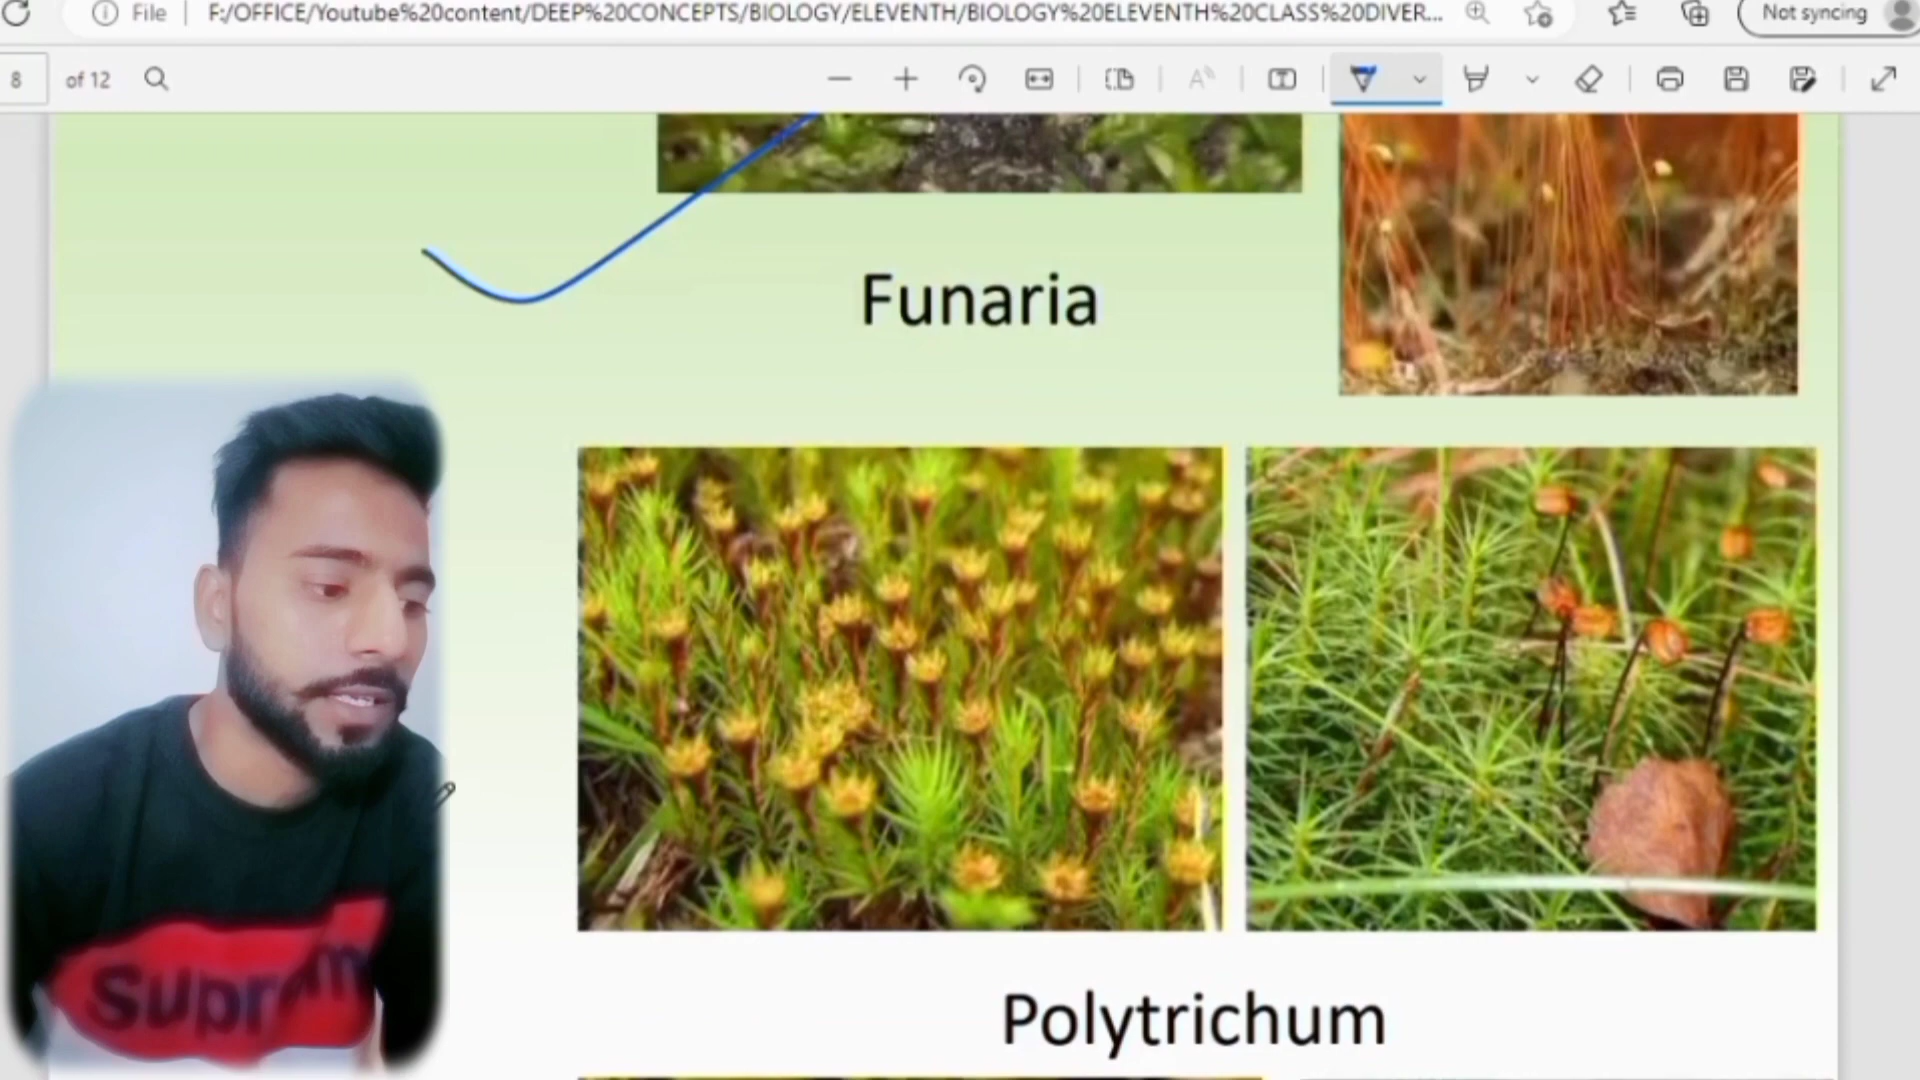 File F:/OFFICE/Youtube%20content/DEEP%20CONCEPTS/BIOLOGY/ELEVENTH/BIOLOGY%20ELEVENTH%20CLASS%20DIVER... Not syncing
8 of 12
Funaria
Suprem
Polytrichum